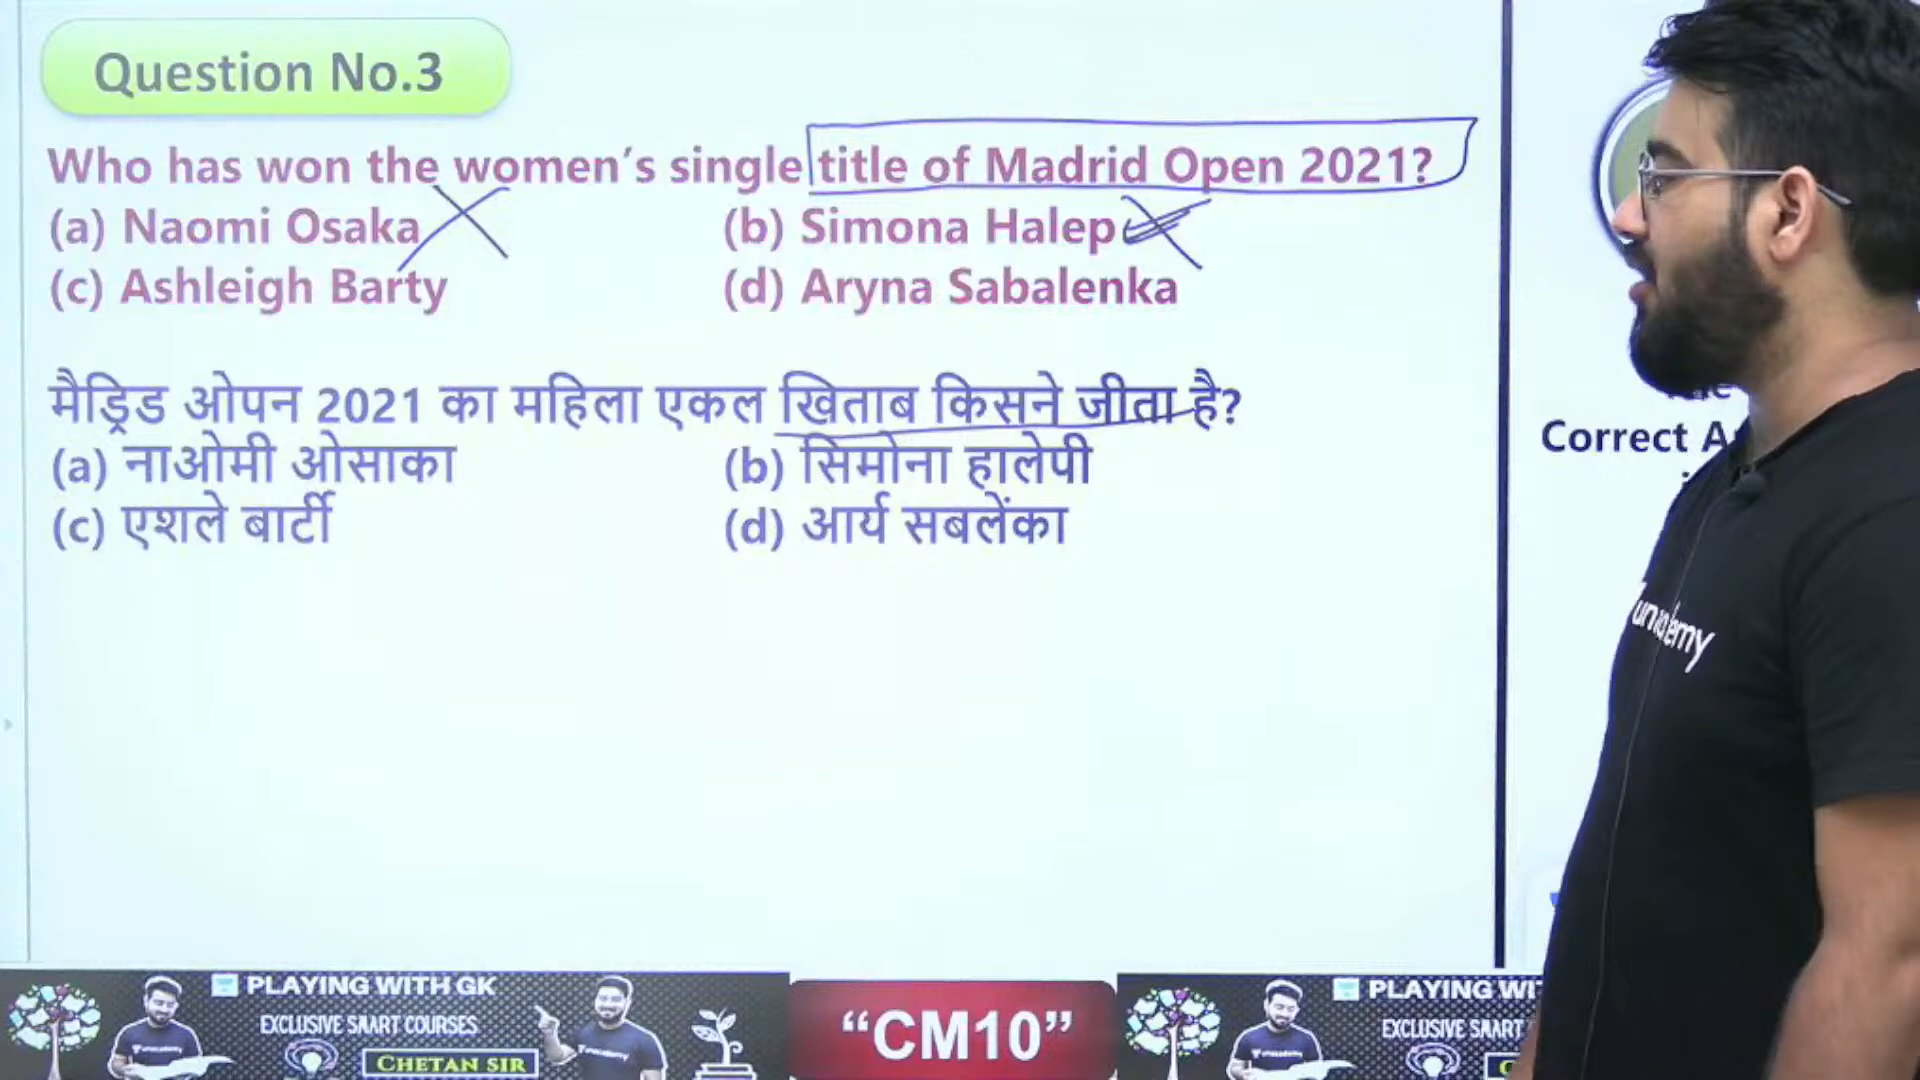 Question No.3
Who has won the women's single title of Madrid Open 2021?
(a) Naomi Osaka
(b) Simona Halep
(c) Ashleigh Barty
(d) Aryna Sabalenka
मैड्रिड ओपन 2021 का महिला एकल खिताब किसने जीता है?
(a) नाओमी ओसाका
(b) सिमोना हालेपी
(c) एशले बार्टी
(d) आर्य सबलेंका
Correct
unacademy
PLAYING WITH GK
EXCLUSIVE SMART COURSES
CHETAN SIR
"CM10"
PLAYING
EXCLUSIVE SMART